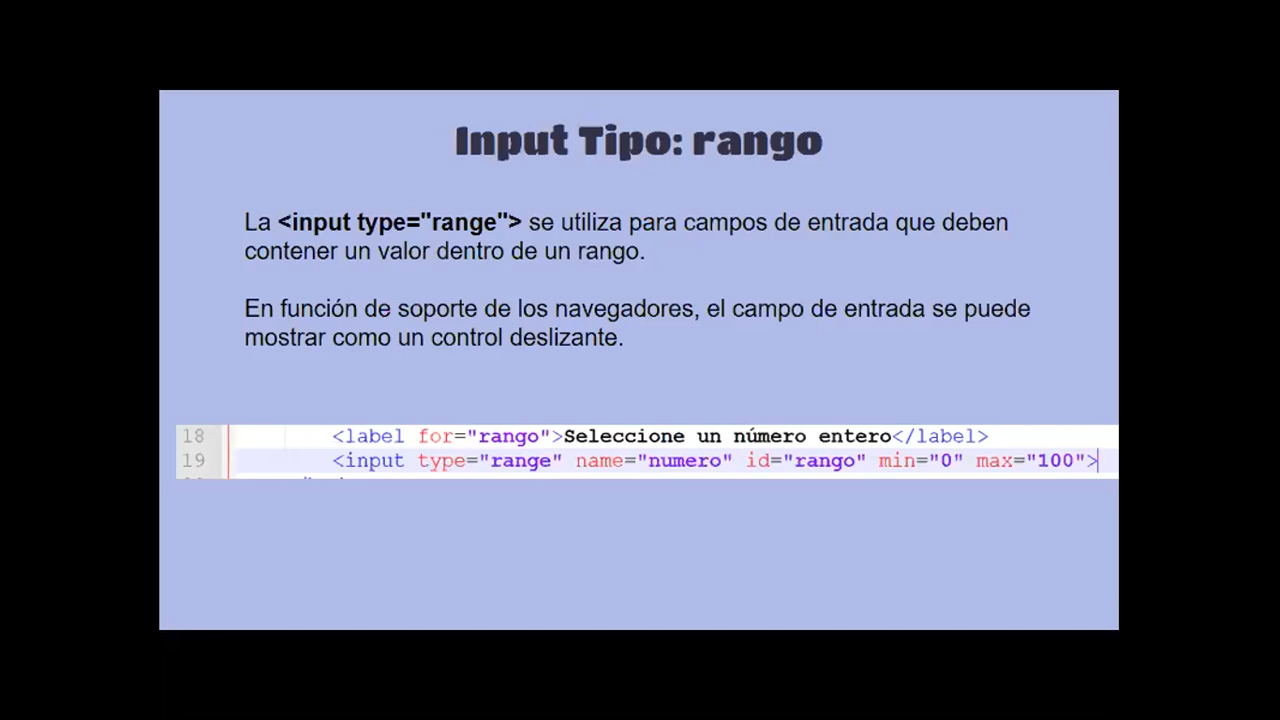 Input Tipo: rango
La <input type="range"> se utiliza para campos de entrada que deben
contener un valor dentro de un rango.
En función de soporte de los navegadores, el campo de entrada se puede
mostrar como un control deslizante.
18 <label for="rango">Seleccione un número entero</label>
19 <input type="range" name="numero" id="rango" min="0" max="100">